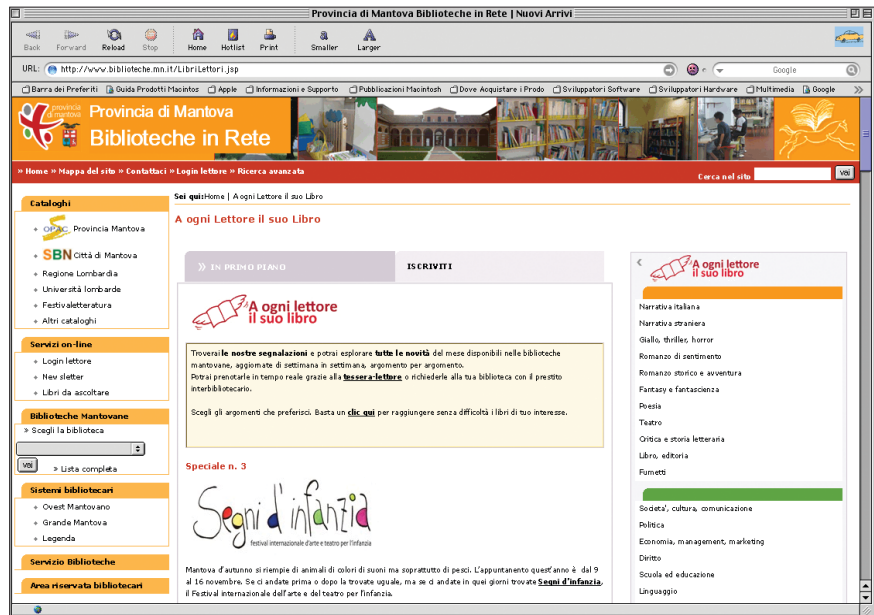 Provincia di Mantova Biblioteche in Rete | Nuovi Arrivi
Back Forward Reload Stop Home Hotlist Print Smaller Larger
URL: http://www.biblioteche.mn.it/LibriLettori.jsp
Google
Barra dei Preferiti Guida Prodotti Macintos Apple Informazioni e Supporto Pubblicazioni Macintosh Dove Acquistare i Prodo Sviluppatori Software Sviluppatori Hardware Multimedia Google »
provincia di mantova
Provincia di Mantova
Biblioteche in Rete
» Home » Mappa del sito » Contattaci » Login lettore » Ricerca avanzata
Cerca nel sito vai
Cataloghi
OPAC Provincia Mantova
SBN Città di Mantova
Regione Lombardia
Università lombarde
Festivaletteratura
Altri cataloghi
Servizi on-line
Login lettore
New sletter
Libri da ascoltare
Biblioteche Mantovane
» Scegli la biblioteca
vai » Lista completa
Sistemi bibliotecari
Ovest Mantovano
Grande Mantova
Legenda
Servizio Biblioteche
Area riservata bibliotecari
Sei qui:Home | A ogni Lettore il suo Libro
A ogni Lettore il suo Libro
» IN PRIMO PIANO
ISCRIVITI
A ogni lettore
il suo libro
Troverai le nostre segnalazioni e potrai esplorare tutte le novità del mese disponibili nelle biblioteche
mantovane, aggiornate di settimana in settimana, argomento per argomento.
Potrai prenotarle in tempo reale grazie alla tessera-lettore o richiederle alla tua biblioteca con il prestito
interbibliotecario.
Scegli gli argomenti che preferisci. Basta un clic qui per raggiungere senza difficoltà i libri di tuo interesse.
Speciale n. 3
Segni d'infanzia
festival internazionale d'arte e teatro per l'infanzia
Mantova d'autunno si riempie di animali di colori di suoni ma soprattutto di pesci. L'appuntamento quest'anno è dal 9
al 16 novembre. Se ci andate prima o dopo la trovate uguale, ma se ci andate in quei giorni trovate Segni d'infanzia,
il Festival internazionale dell'arte e del teatro per l'infanzia.
A ogni lettore
il suo libro
Narrativa italiana
Narrativa straniera
Giallo, thriller, horror
Romanzo di sentimento
Romanzo storico e avventura
Fantasy e fantascienza
Poesia
Teatro
Critica e storia letteraria
Libro, editoria
Fumetti
Societa', cultura, comunicazione
Politica
Economia, management, marketing
Diritto
Scuola ed educazione
Linguaggio